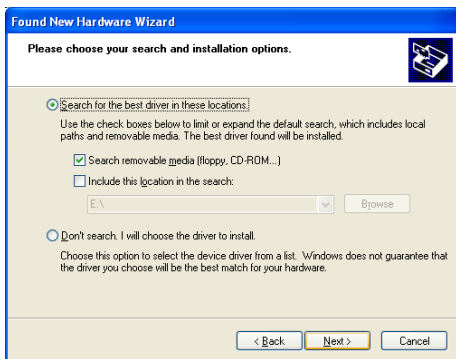 Found New Hardware Wizard
Please choose your search and installation options.
Search for the best driver in these locations.
Use the check boxes below to limit or expand the default search, which includes local
paths and removable media. The best driver found will be installed.
Search removable media (floppy, CD-ROM...)
Include this location in the search:
E:\
Browse
Don't search. I will choose the driver to install.
Choose this option to select the device driver from a list. Windows does not guarantee that
the driver you choose will be the best match for your hardware.
< Back
Next >
Cancel